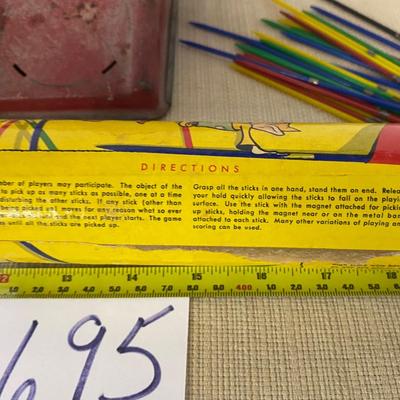 DIRECTIONS
mber of players may participate. The object of the
to pick up as many sticks as possible, one at a time
disturbing the other sticks. If any stick (other than
being picked up) moves for any reason what so ever
and the next player starts. The game
until all the sticks are picked up.
Grasp all the sticks in one hand, stand them on end. Relea
your hold quickly allowing the sticks to fall on the playin
surface. Use the stick with the magnet attached for pickin
up sticks, holding the magnet near or on the metal ban
attached to each stick. Many other variations of playing an
scoring can be used.
13 14 15 16 17 18
400
695